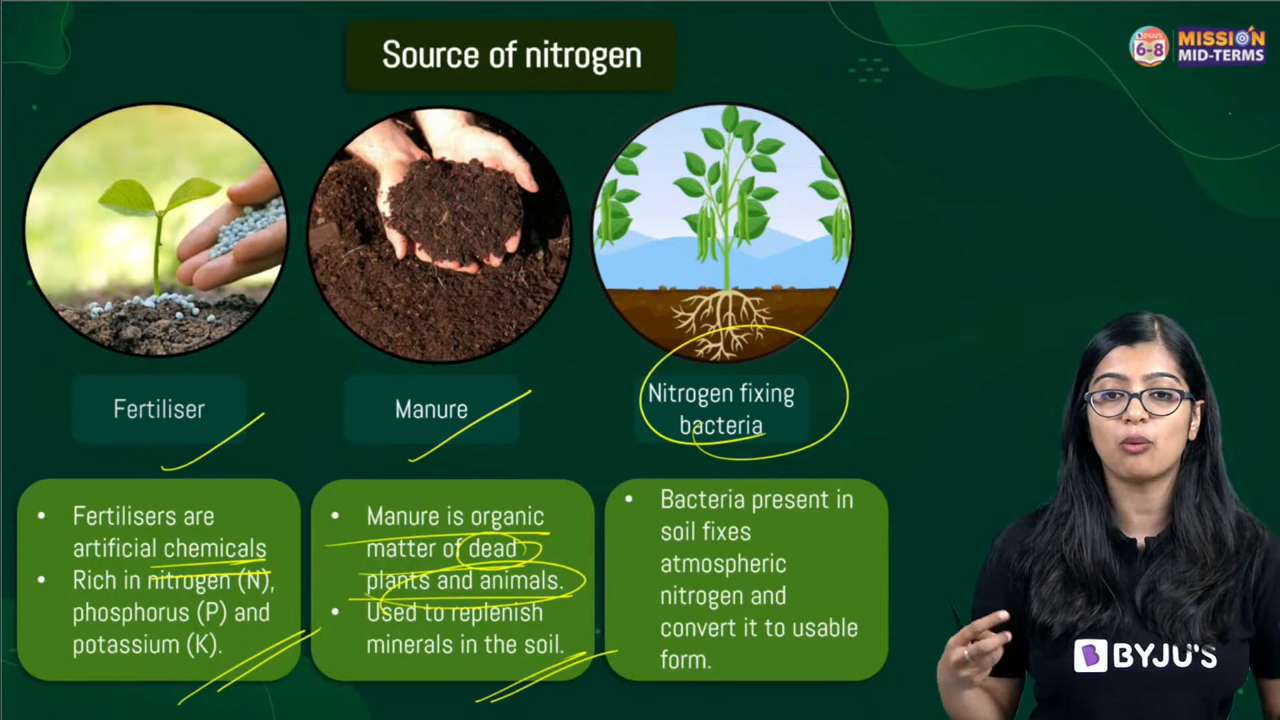 Source of nitrogen
BYJU'S
6-8
MISSION
MID-TERMS
Fertiliser
Manure
Nitrogen fixing
bacteria
• Fertilisers are
artificial chemicals
• Rich in nitrogen (N),
phosphorus (P) and
potassium (K).
• Manure is organic
matter of dead
plants and animals.
• Used to replenish
minerals in the soil.
• Bacteria present in
soil fixes
atmospheric
nitrogen and
convert it to usable
form.
BYJU'S